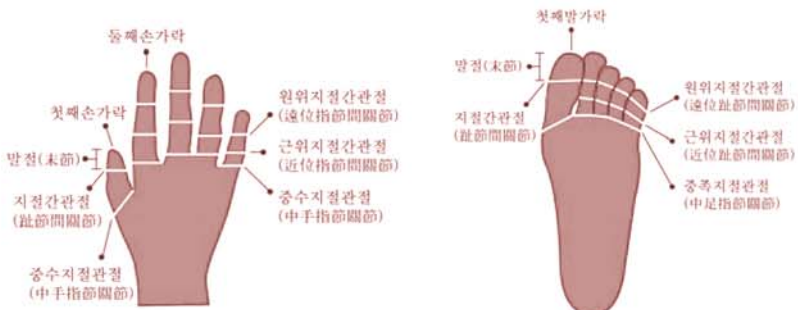 둘째손가락
첫째손가락
말절(末節)
지절간관절
(趾節間關節)
중수지절관절
(中手指節關節)
원위지절간관절
(遠位指節間關節)
근위지절간관절
(近位指節間關節)
중수지절관절
(中手指節關節)
첫째발가락
말절(末節)
지절간관절
(趾節間關節)
원위지절간관절
(遠位趾節間關節)
근위지절간관절
(近位趾節間關節)
중족지절관절
(中足指節關節)